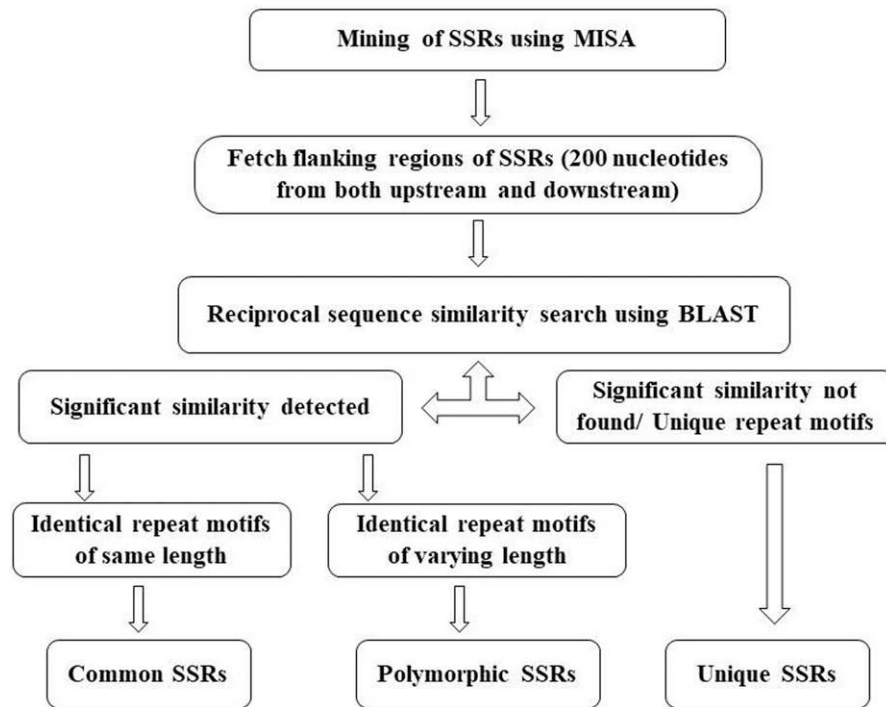 Mining of SSRs using MISA
Fetch flanking regions of SSRs (200 nucleotides
from both upstream and downstream)
Reciprocal sequence similarity search using BLAST
Significant similarity detected
Significant similarity not
found/ Unique repeat motifs
Identical repeat motifs
of same length
Identical repeat motifs
of varying length
Common SSRs
Polymorphic SSRs
Unique SSRs